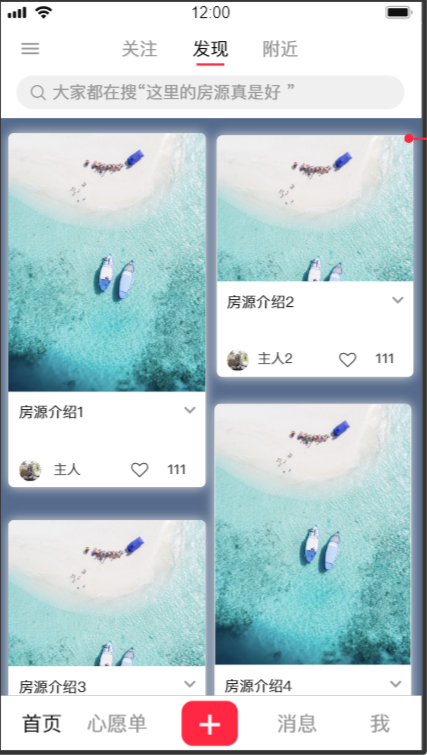 12:00
关注 发现 附近
大家都在搜“这里的房源真是好 ”
房源介绍1
主人 111
房源介绍2
主人2 111
房源介绍3
房源介绍4
首页 心愿单 消息 我